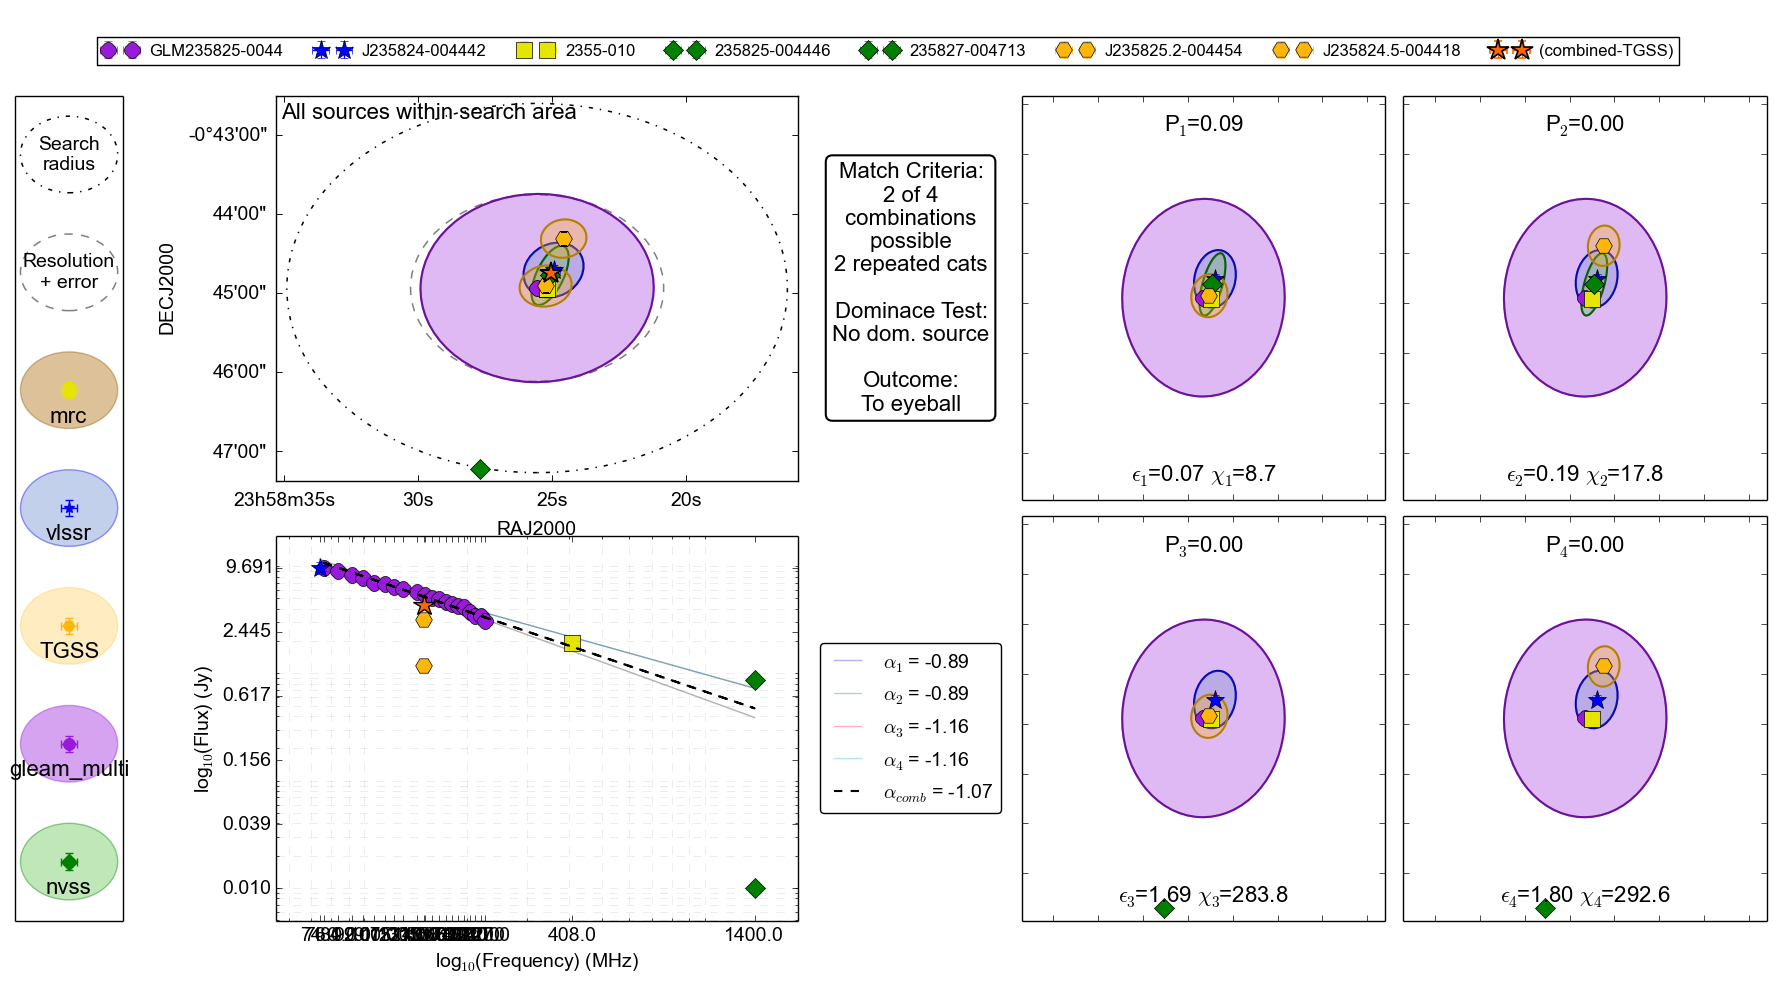 GLM235825-0044 J235824-004442 2355-010 235825-004446 235827-004713 J235825.2-004454 J235824.5-004418 (combined-TGSS)
Search
radius
Resolution
+ error
mrc
vlssr
TGSS
gleam_multi
nvss
All sources within search area
DECJ2000
-0°43'00"
44'00"
45'00"
46'00"
47'00"
23h58m35s 30s 25s 20s
RAJ2000
Match Criteria:
2 of 4
combinations
possible
2 repeated cats
Dominace Test:
No dom. source
Outcome:
To eyeball
log₁₀(Flux) (Jy)
9.691
2.445
0.617
0.156
0.039
0.010
408.0 1400.0
log₁₀(Frequency) (MHz)
α₁ = -0.89
α₂ = -0.89
α₃ = -1.16
α₄ = -1.16
α_comb = -1.07
P₁=0.09
ϵ₁=0.07 χ₁=8.7
P₂=0.00
ϵ₂=0.19 χ₂=17.8
P₃=0.00
ϵ₃=1.69 χ₃=283.8
P₄=0.00
ϵ₄=1.80 χ₄=292.6